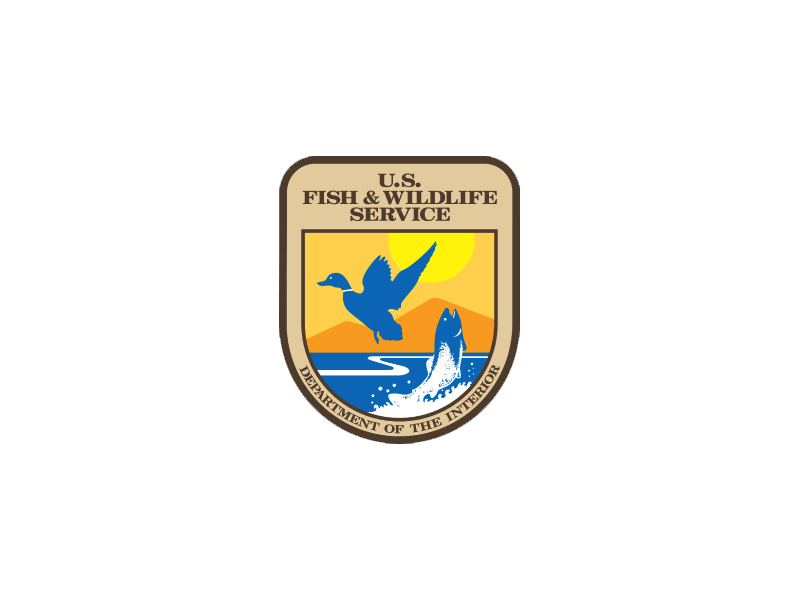 U.S.
FISH & WILDLIFE
SERVICE
DEPARTMENT OF THE INTERIOR